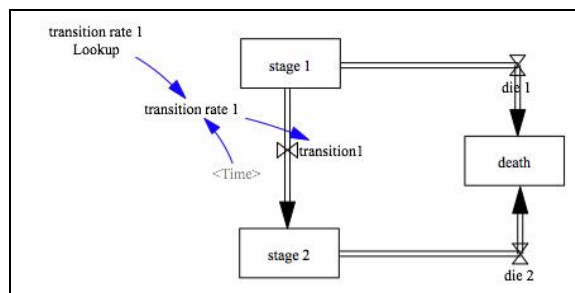 transition rate 1
Lookup
stage 1
die 1
transition rate 1
transition1
<Time>
death
stage 2
die 2